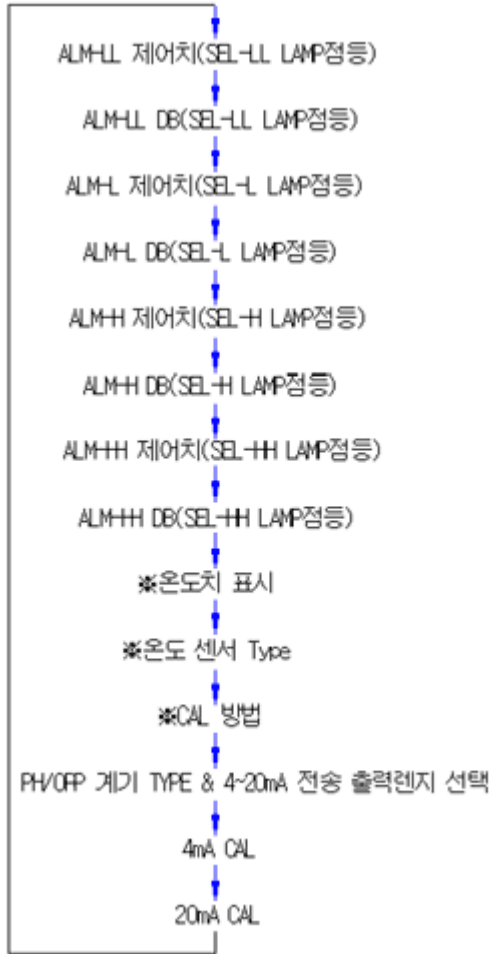 ALM-LL 제어치(SEL-LL LAMP점등)
ALM-LL DB(SEL-LL LAMP점등)
ALM-L 제어치(SEL-L LAMP점등)
ALM-L DB(SEL-L LAMP점등)
ALM-H 제어치(SEL-H LAMP점등)
ALM-H DB(SEL-H LAMP점등)
ALM-HH 제어치(SEL-HH LAMP점등)
ALM-HH DB(SEL-HH LAMP점등)
※온도치 표시
※온도 센서 Type
※CAL 방법
PH/ORP 계기 TYPE & 4~20mA 전송 출력렌지 선택
4mA CAL
20mA CAL